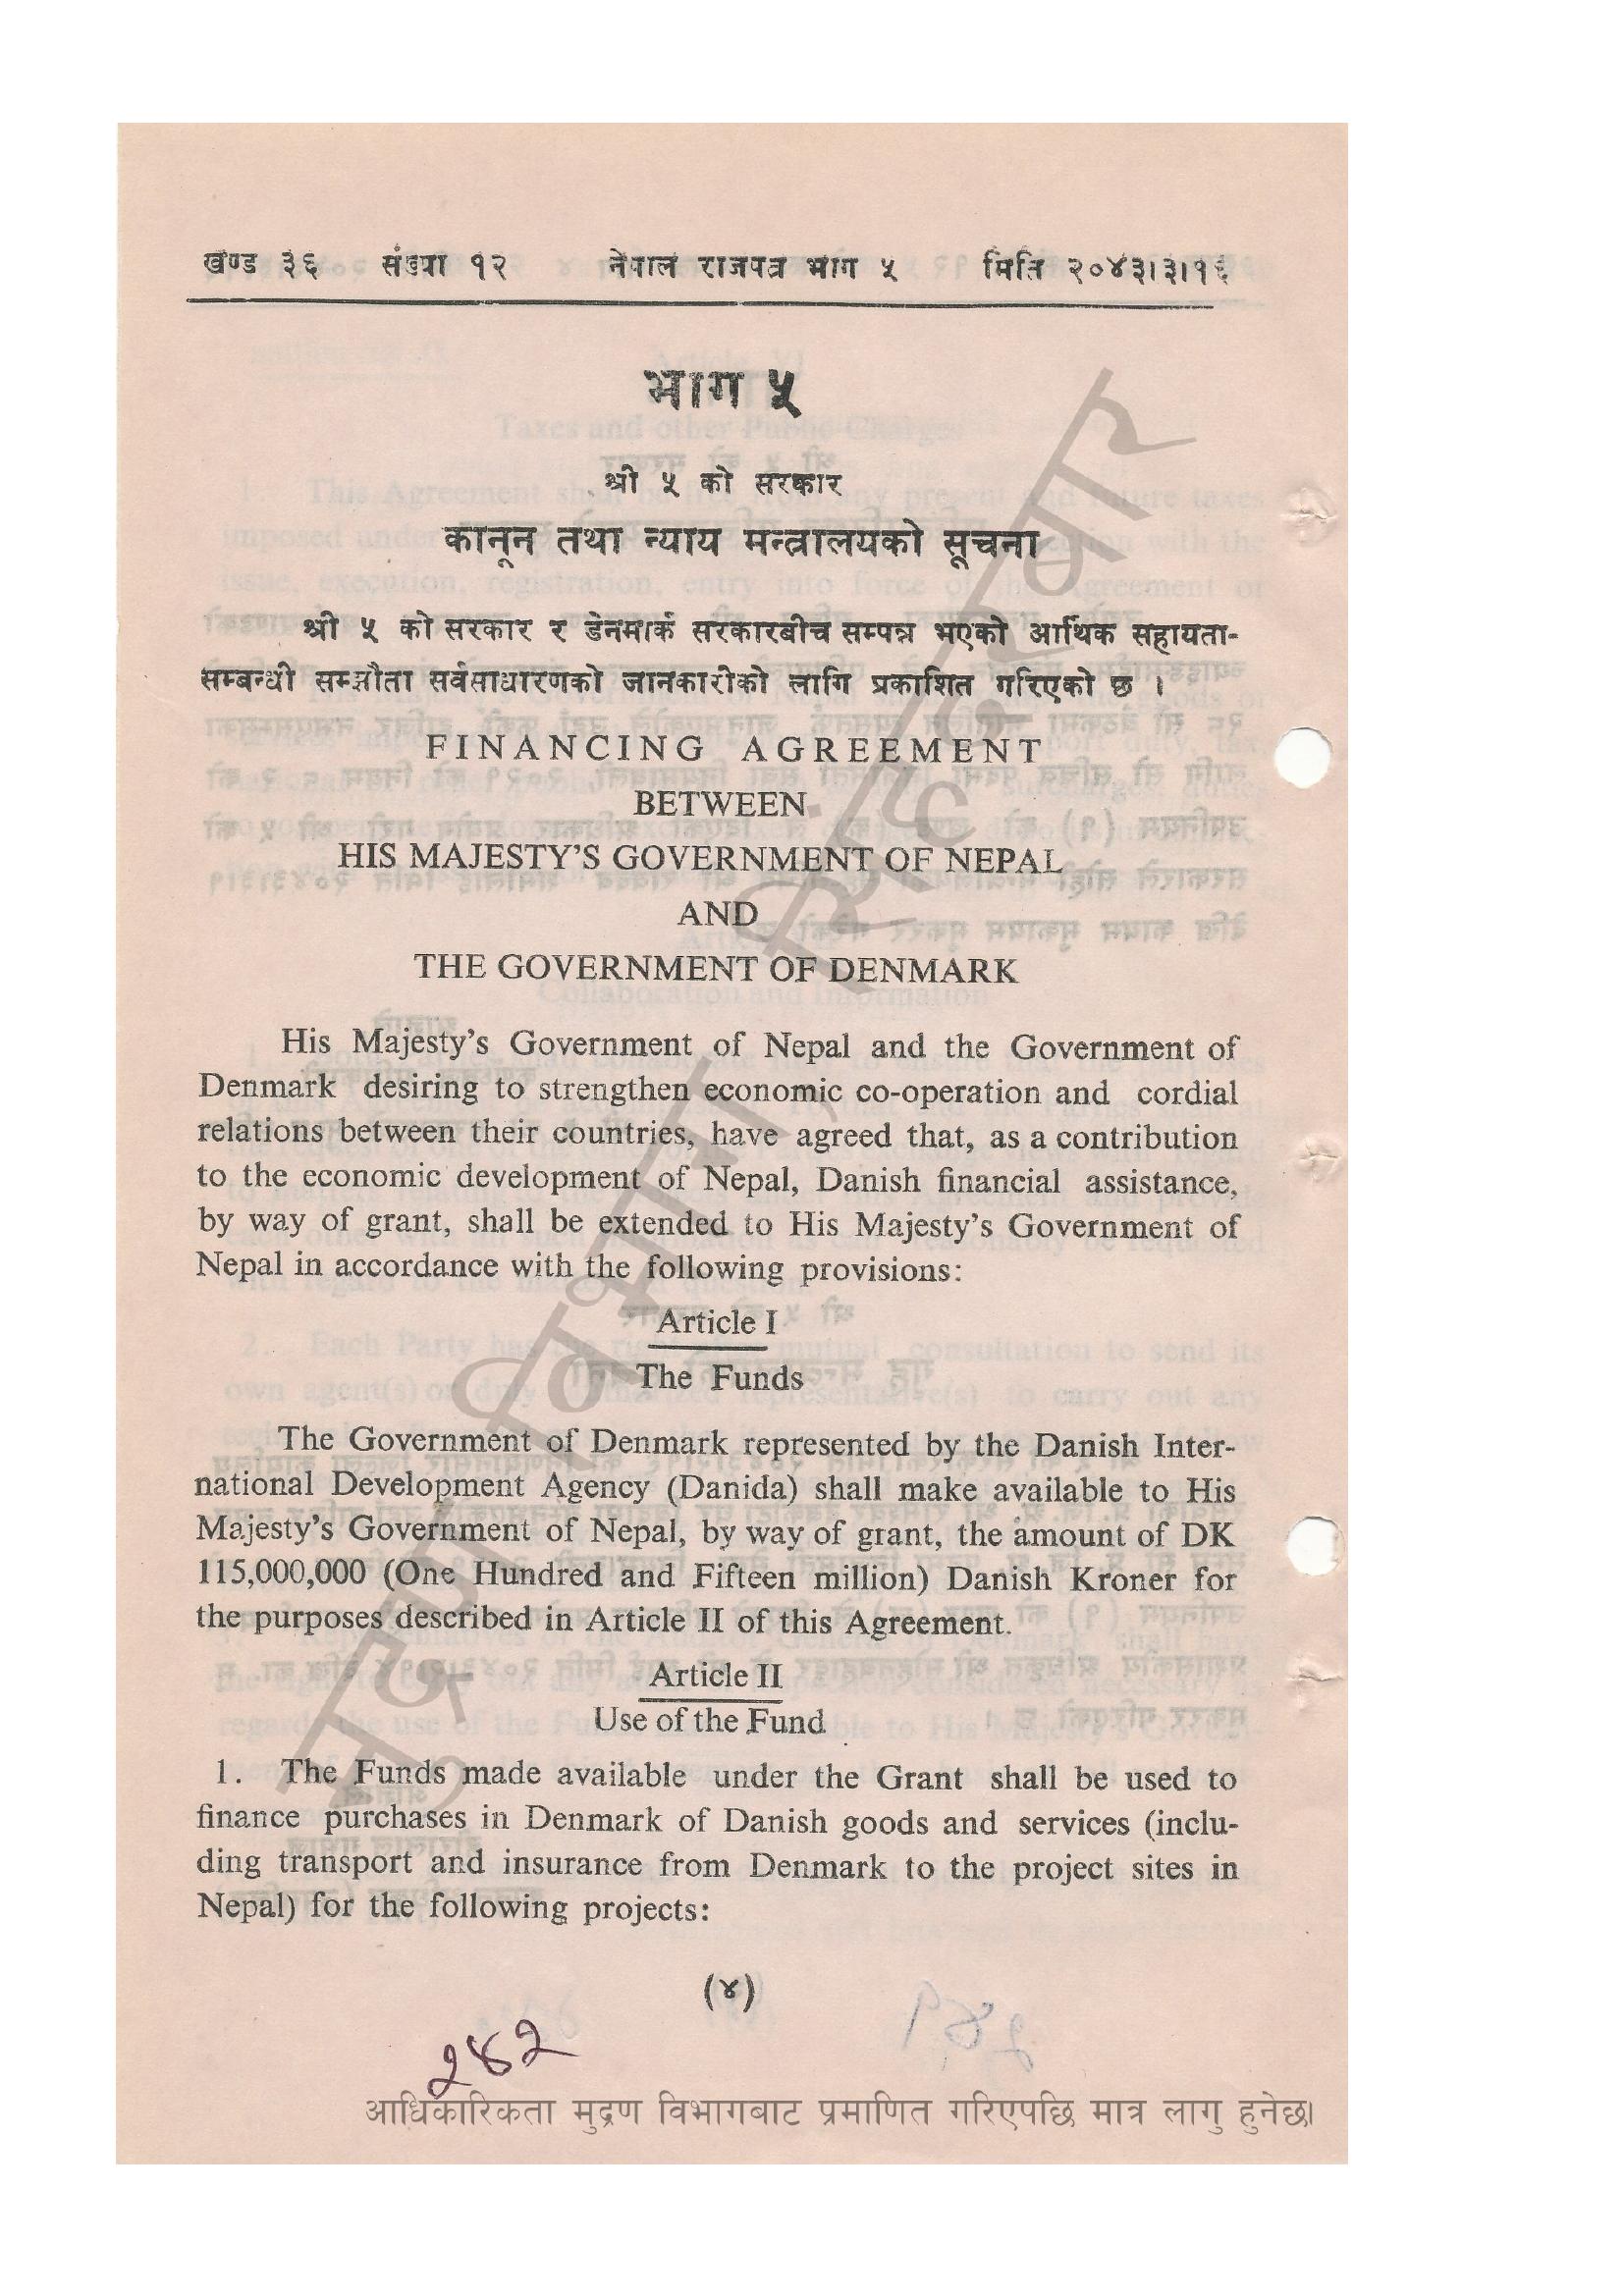 खण्ड ३६ संख्या १२ नेपाल राजपत्र भाग ५ मिति २०४३।३।१६
भाग ५
श्री ५ को सरकार
कानून तथा न्याय मन्त्रालयको सूचना
श्री ५ को सरकार र डेनमार्क सरकारबीच सम्पन्न भएको आर्थिक सहायता-
सम्बन्धी सम्झौता सर्वसाधारणको जानकारीको लागि प्रकाशित गरिएको छ ।
FINANCING AGREEMENT
BETWEEN
HIS MAJESTY'S GOVERNMENT OF NEPAL
AND
THE GOVERNMENT OF DENMARK
His Majesty's Government of Nepal and the Government of
Denmark desiring to strengthen economic co-operation and cordial
relations between their countries, have agreed that, as a contribution
to the economic development of Nepal, Danish financial assistance,
by way of grant, shall be extended to His Majesty's Government of
Nepal in accordance with the following provisions:
Article I
The Funds
The Government of Denmark represented by the Danish Inter-
national Development Agency (Danida) shall make available to His
Majesty's Government of Nepal, by way of grant, the amount of DK
115,000,000 (One Hundred and Fifteen million) Danish Kroner for
the purposes described in Article II of this Agreement.
Article II
Use of the Fund
1. The Funds made available under the Grant shall be used to
finance purchases in Denmark of Danish goods and services (inclu-
ding transport and insurance from Denmark to the project sites in
Nepal) for the following projects:
(४)
मुद्रण विभाग, सिंहदरबार
आधिकारिकता मुद्रण विभागबाट प्रमाणित गरिएपछि मात्र लागु हुनेछ।